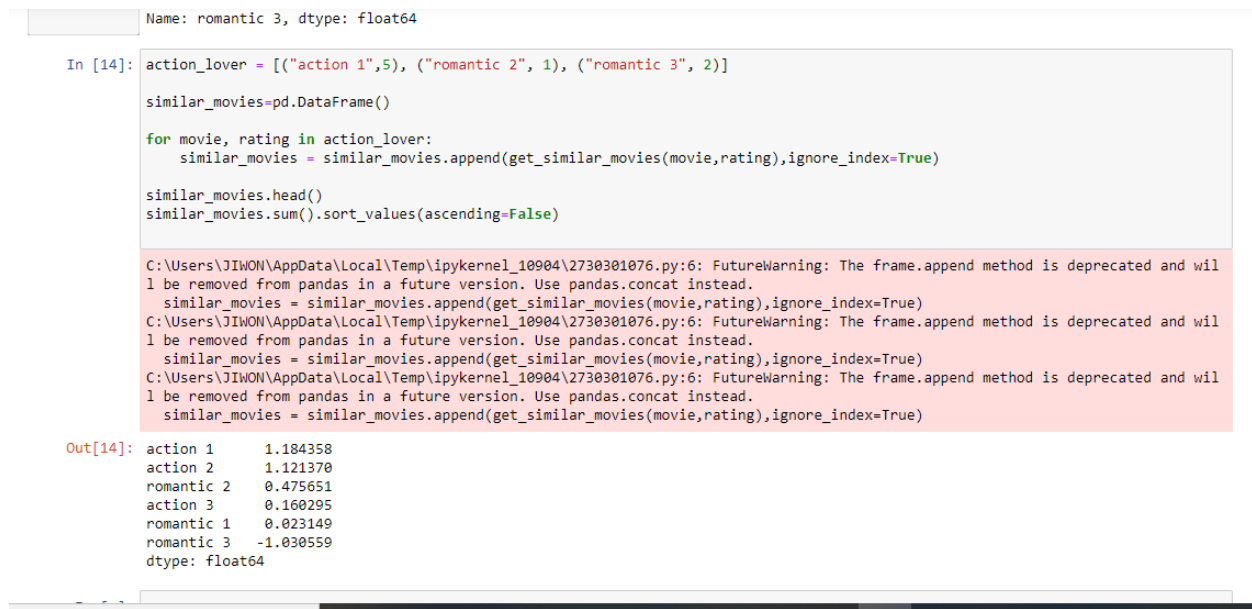 Name: romantic 3, dtype: float64
In [14]: action_lover = [("action 1",5), ("romantic 2", 1), ("romantic 3", 2)]
similar_movies=pd.DataFrame()
for movie, rating in action_lover:
    similar_movies = similar_movies.append(get_similar_movies(movie,rating),ignore_index=True)
similar_movies.head()
similar_movies.sum().sort_values(ascending=False)
C:\Users\JIWON\AppData\Local\Temp\ipykernel_10904\2730301076.py:6: FutureWarning: The frame.append method is deprecated and wil
l be removed from pandas in a future version. Use pandas.concat instead.
  similar_movies = similar_movies.append(get_similar_movies(movie,rating),ignore_index=True)
C:\Users\JIWON\AppData\Local\Temp\ipykernel_10904\2730301076.py:6: FutureWarning: The frame.append method is deprecated and wil
l be removed from pandas in a future version. Use pandas.concat instead.
  similar_movies = similar_movies.append(get_similar_movies(movie,rating),ignore_index=True)
C:\Users\JIWON\AppData\Local\Temp\ipykernel_10904\2730301076.py:6: FutureWarning: The frame.append method is deprecated and wil
l be removed from pandas in a future version. Use pandas.concat instead.
  similar_movies = similar_movies.append(get_similar_movies(movie,rating),ignore_index=True)
Out[14]: action 1      1.184358
action 2      1.121370
romantic 2    0.475651
action 3      0.160295
romantic 1    0.023149
romantic 3   -1.030559
dtype: float64